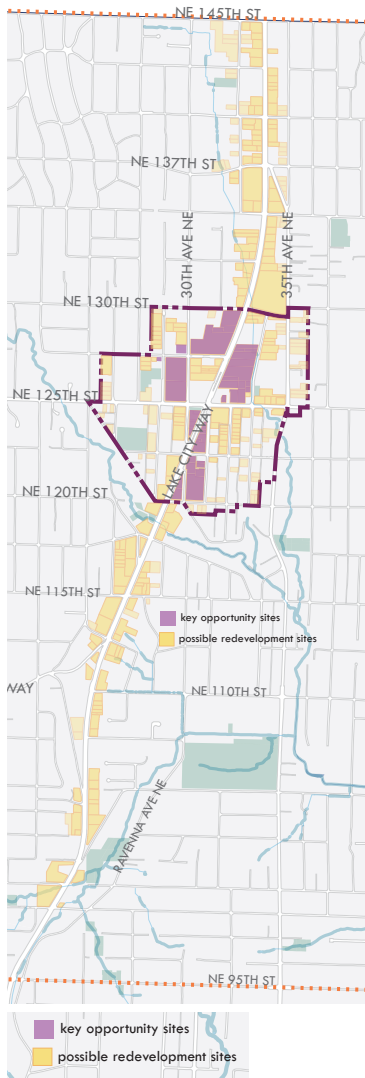 NE 145TH ST
NE 137TH ST
30TH AVE NE
35TH AVE NE
NE 130TH ST
NE 125TH ST
LAKE CITY WAY
NE 120TH ST
NE 115TH ST
key opportunity sites
possible redevelopment sites
WAY
NE 110TH ST
RAVENNA AVE NE
NE 95TH ST
key opportunity sites
possible redevelopment sites